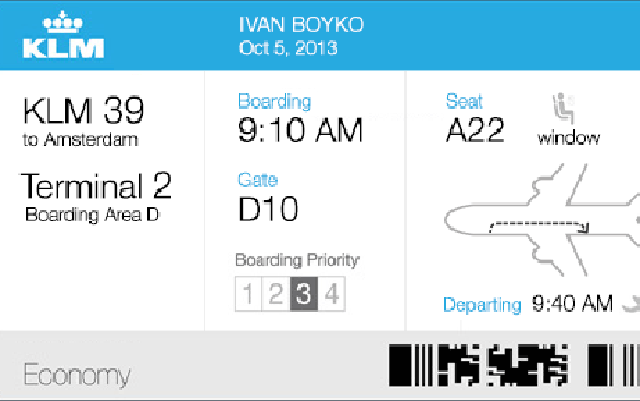 KLM
IVAN BOYKO
Oct 5, 2013
KLM 39
to Amsterdam
Terminal 2
Boarding Area D
Boarding
9:10 AM
Gate
D10
Boarding Priority
1 2 3 4
Seat
A22
window
Departing 9:40 AM
Economy